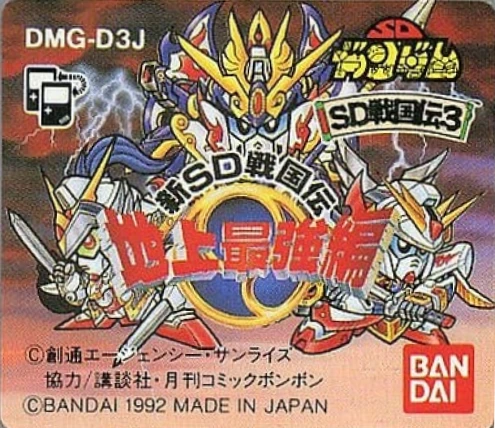 DMG-D3J
SD
ガンダム
SD戦国伝3
新SD戦国伝
地上最強編
©創通エージェンシー・サンライズ
協力/講談社・月刊コミックボンボン
©BANDAI 1992 MADE IN JAPAN
BAN
DAI